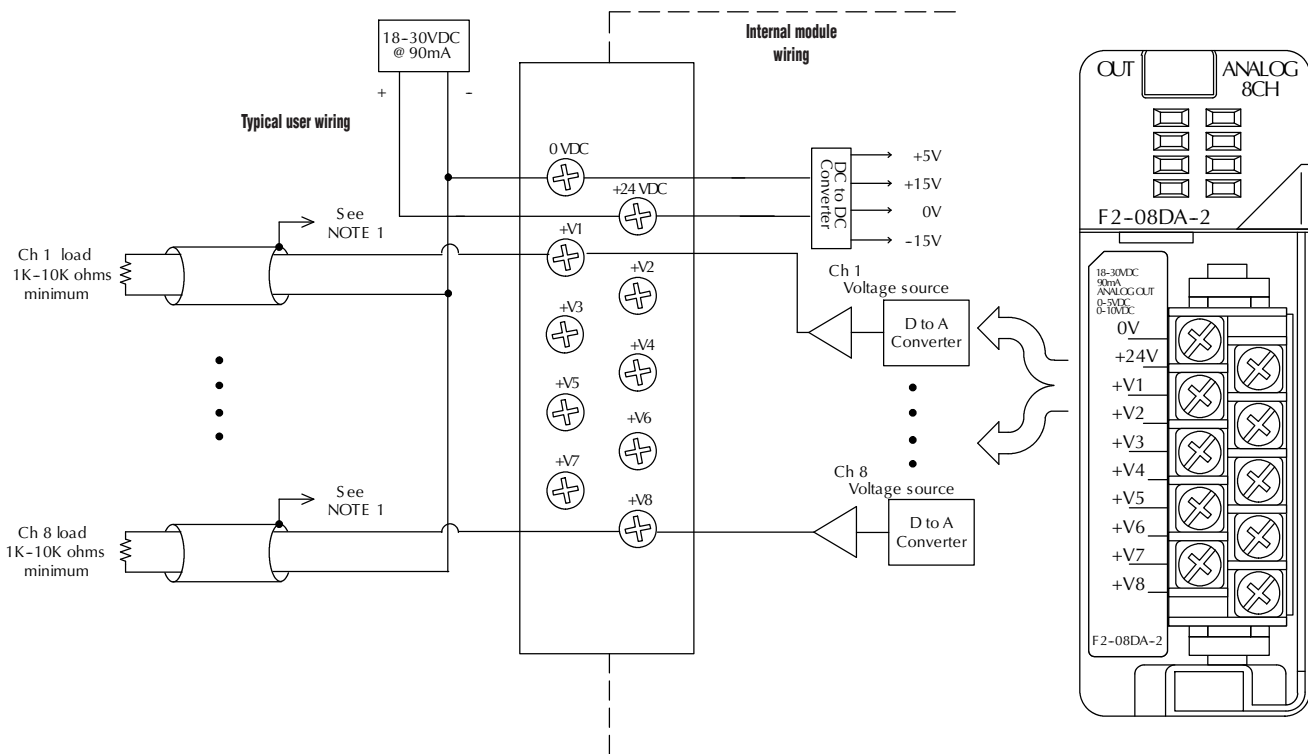 18-30VDC
@ 90mA
+
-
Typical user wiring
Internal module
wiring
0 VDC
+24 VDC
+V1
+V2
+V3
+V4
+V5
+V6
+V7
+V8
DC to DC
Converter
+5V
+15V
0V
-15V
See
NOTE 1
Ch 1 load
1K-10K ohms
minimum
Ch 1
Voltage source
D to A
Converter
See
NOTE 1
Ch 8 load
1K-10K ohms
minimum
Ch 8
Voltage source
D to A
Converter
OUT
ANALOG
8CH
F2-08DA-2
18-30VDC
90mA
ANALOG OUT
0-5VDC
0-10VDC
0V
+24V
+V1
+V2
+V3
+V4
+V5
+V6
+V7
+V8
F2-08DA-2